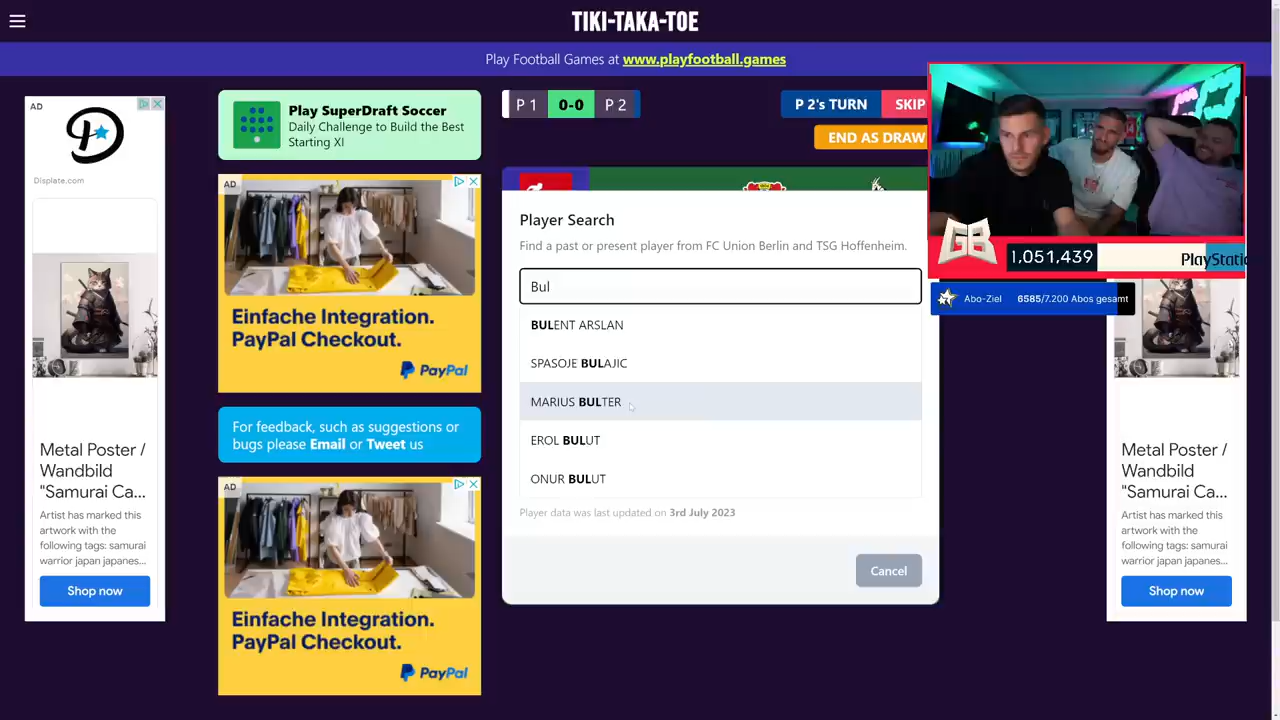 TIKI-TAKA-TOE
Play Football Games at www.playfootball.games
AD
Displate.com
Metal Poster /
Wandbild
"Samurai Ca...
Artist has marked this
artwork with the
following tags: samurai
warrior japan japanes...
Shop now
Play SuperDraft Soccer
Daily Challenge to Build the Best
Starting XI
AD
Einfache Integration.
PayPal Checkout.
PayPal
For feedback, such as suggestions or
bugs please Email or Tweet us
AD
Einfache Integration.
PayPal Checkout.
PayPal
P 1 0-0 P 2
P 2's TURN
SKIP
END AS DRAW
Player Search
Find a past or present player from FC Union Berlin and TSG Hoffenheim.
Bul
BULENT ARSLAN
SPASOJE BULAJIC
MARIUS BULTER
EROL BULUT
ONUR BULUT
Player data was last updated on 3rd July 2023
Cancel
GB
1,051,439
PlayStatic
Abo-Ziel 6585/7.200 Abos gesamt
Metal Poster /
Wandbild
"Samurai Ca...
Artist has marked this
artwork with the
following tags: samurai
warrior japan japanes...
Shop now